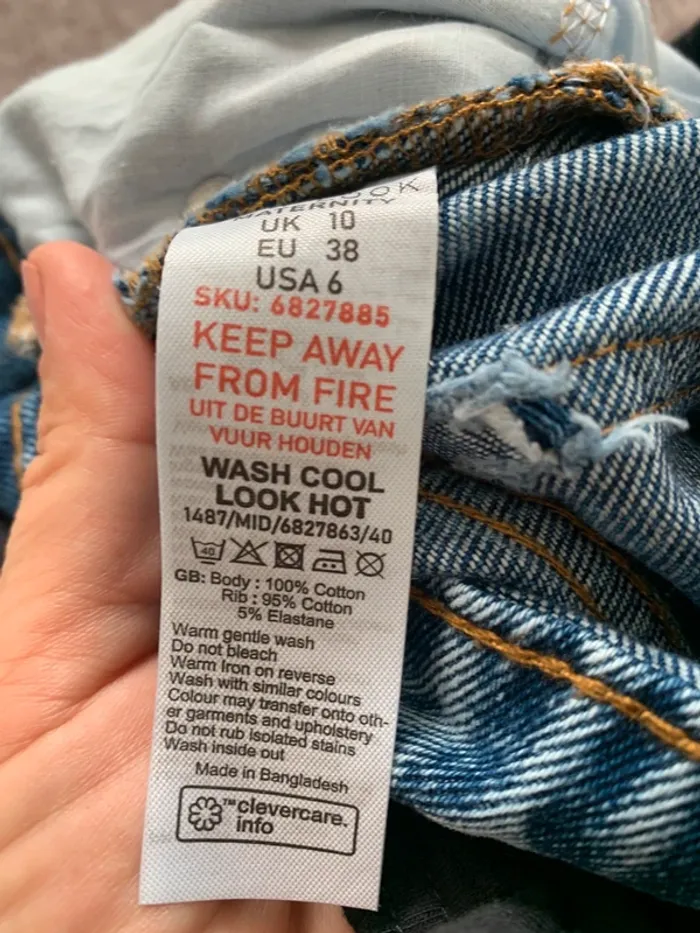 MATERNITY
UK 10
EU 38
USA 6
SKU: 6827885
KEEP AWAY
FROM FIRE
UIT DE BUURT VAN
VUUR HOUDEN
WASH COOL
LOOK HOT
1487/MID/6827863/40
40
GB: Body : 100% Cotton
Rib : 95% Cotton
5% Elastane
Warm gentle wash
Do not bleach
Warm Iron on reverse
Wash with similar colours
Colour may transfer onto oth-
er garments and upholstery
Do not rub isolated stains
Wash inside out
Made in Bangladesh
™clevercare.
info